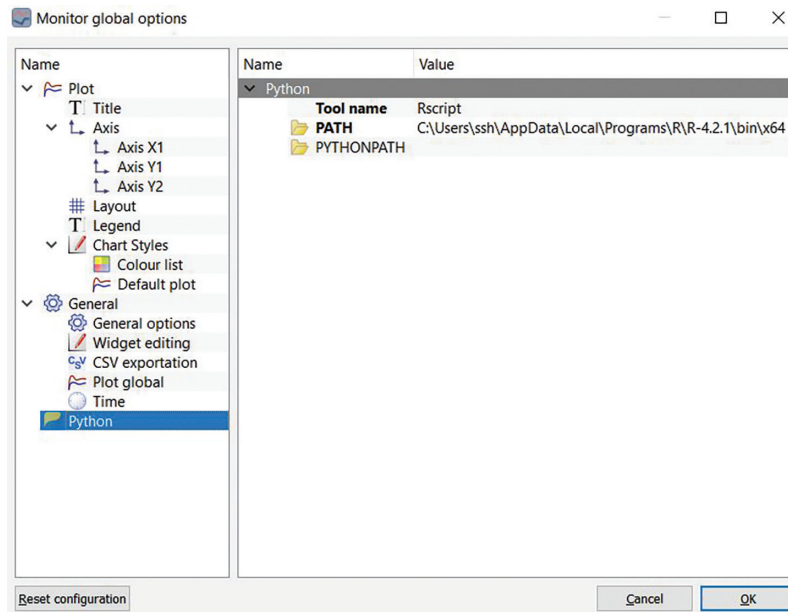 Monitor global options
Name
Plot
Title
Axis
Axis X1
Axis Y1
Axis Y2
Layout
Legend
Chart Styles
Colour list
Default plot
General
General options
Widget editing
CSV CSV exportation
Plot global
Time
Python
Name Value
Python
Tool name Rscript
PATH C:\Users\ssh\AppData\Local\Programs\R\R-4.2.1\bin\x64
PYTHONPATH
Reset configuration
Cancel OK